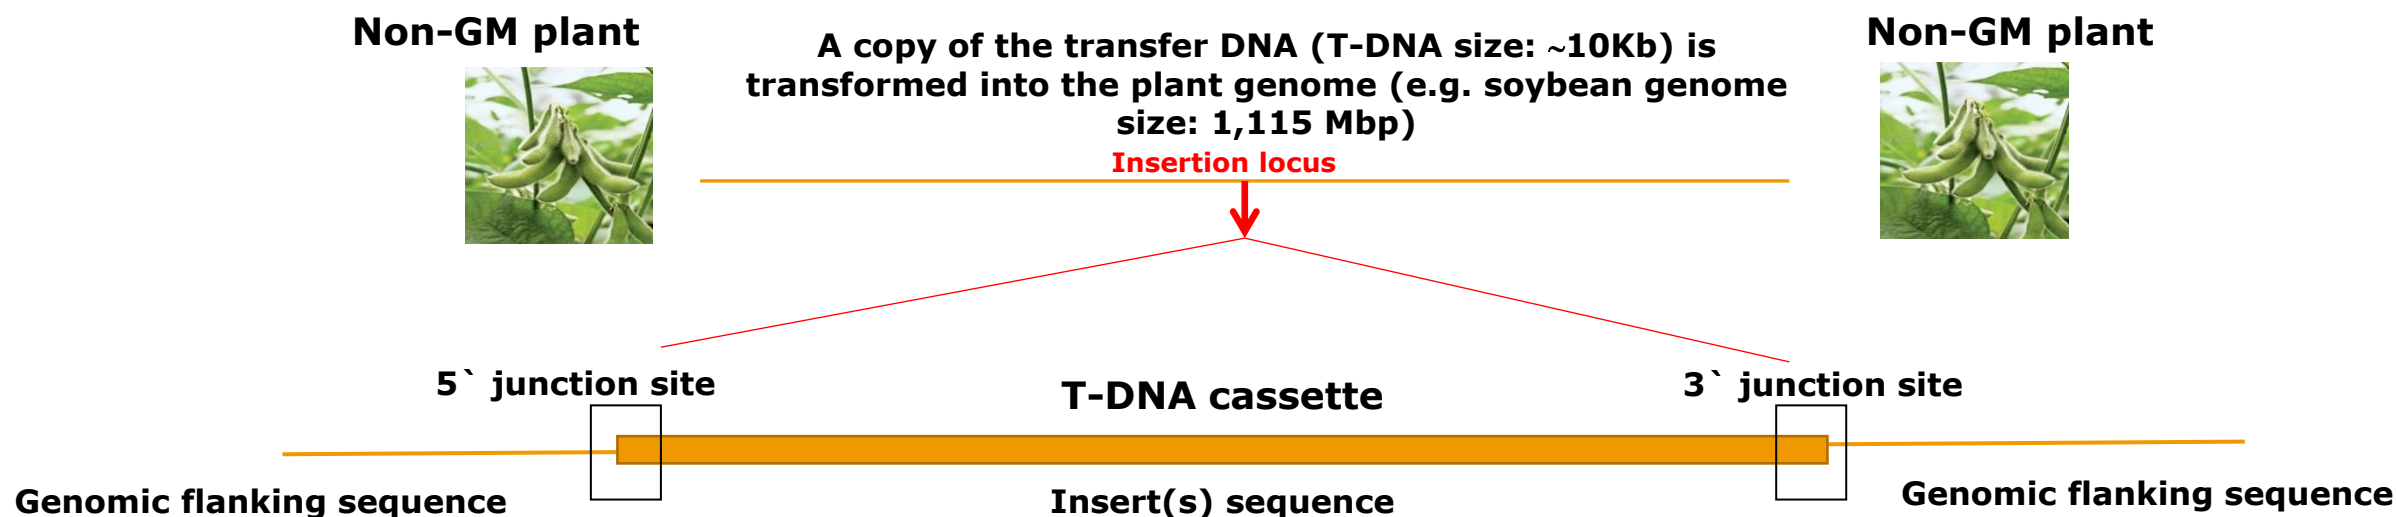 Non-GM plant
A copy of the transfer DNA (T-DNA size: ~10Kb) is
transformed into the plant genome (e.g. soybean genome
size: 1,115 Mbp)
Non-GM plant
Insertion locus
5` junction site
T-DNA cassette
3` junction site
Genomic flanking sequence
Insert(s) sequence
Genomic flanking sequence